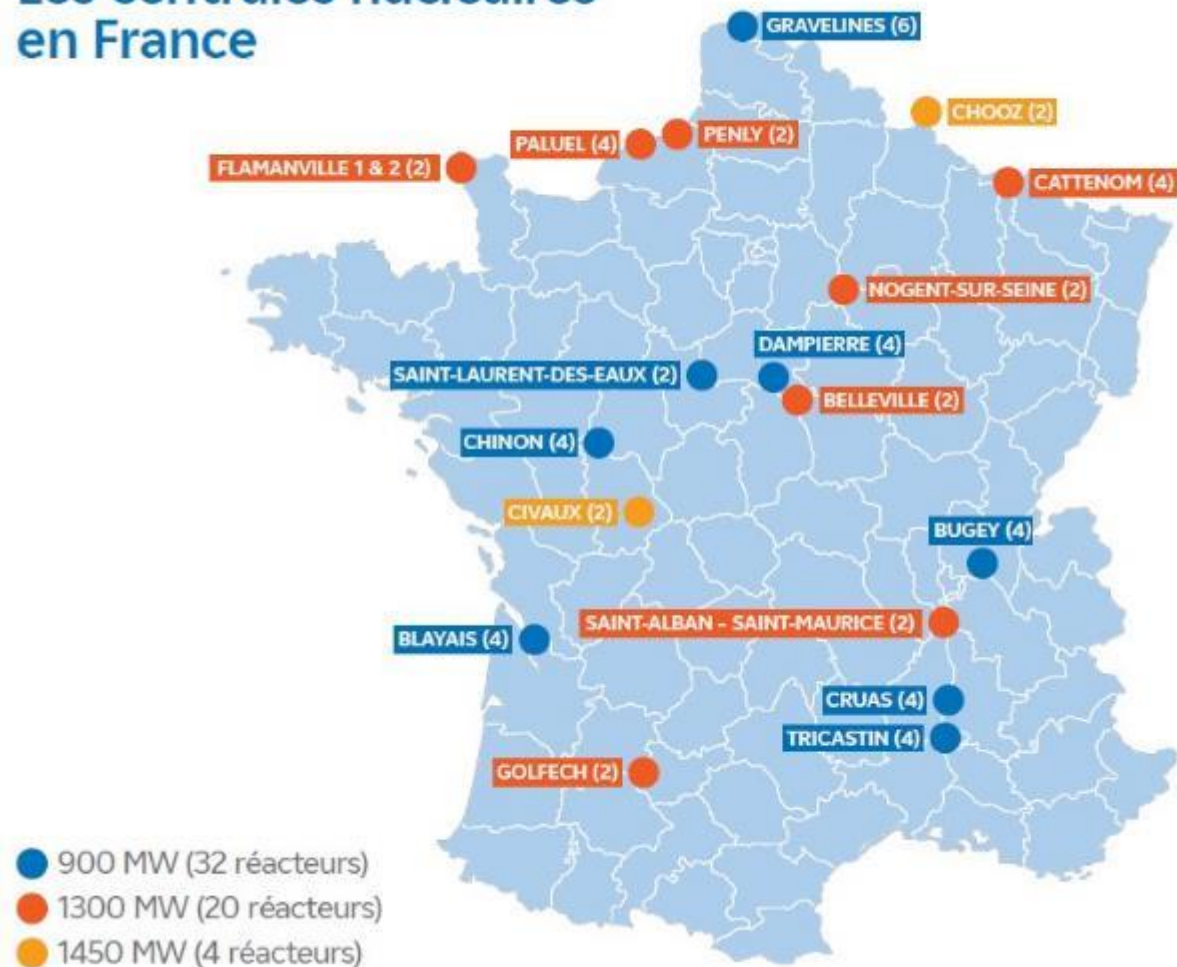 Les centrales nucléaires
en France
GRAVELINES (6)
CHOOZ (2)
PENLY (2)
PALUEL (4)
FLAMANVILLE 1 & 2 (2)
CATTENOM (4)
NOGENT-SUR-SEINE (2)
DAMPIERRE (4)
SAINT-LAURENT-DES-EAUX (2)
BELLEVILLE (2)
CHINON (4)
CIVAUX (2)
BUGEY (4)
SAINT-ALBAN - SAINT-MAURICE (2)
BLAYAIS (4)
CRUAS (4)
TRICASTIN (4)
GOLFECH (2)
900 MW (32 réacteurs)
1300 MW (20 réacteurs)
1450 MW (4 réacteurs)